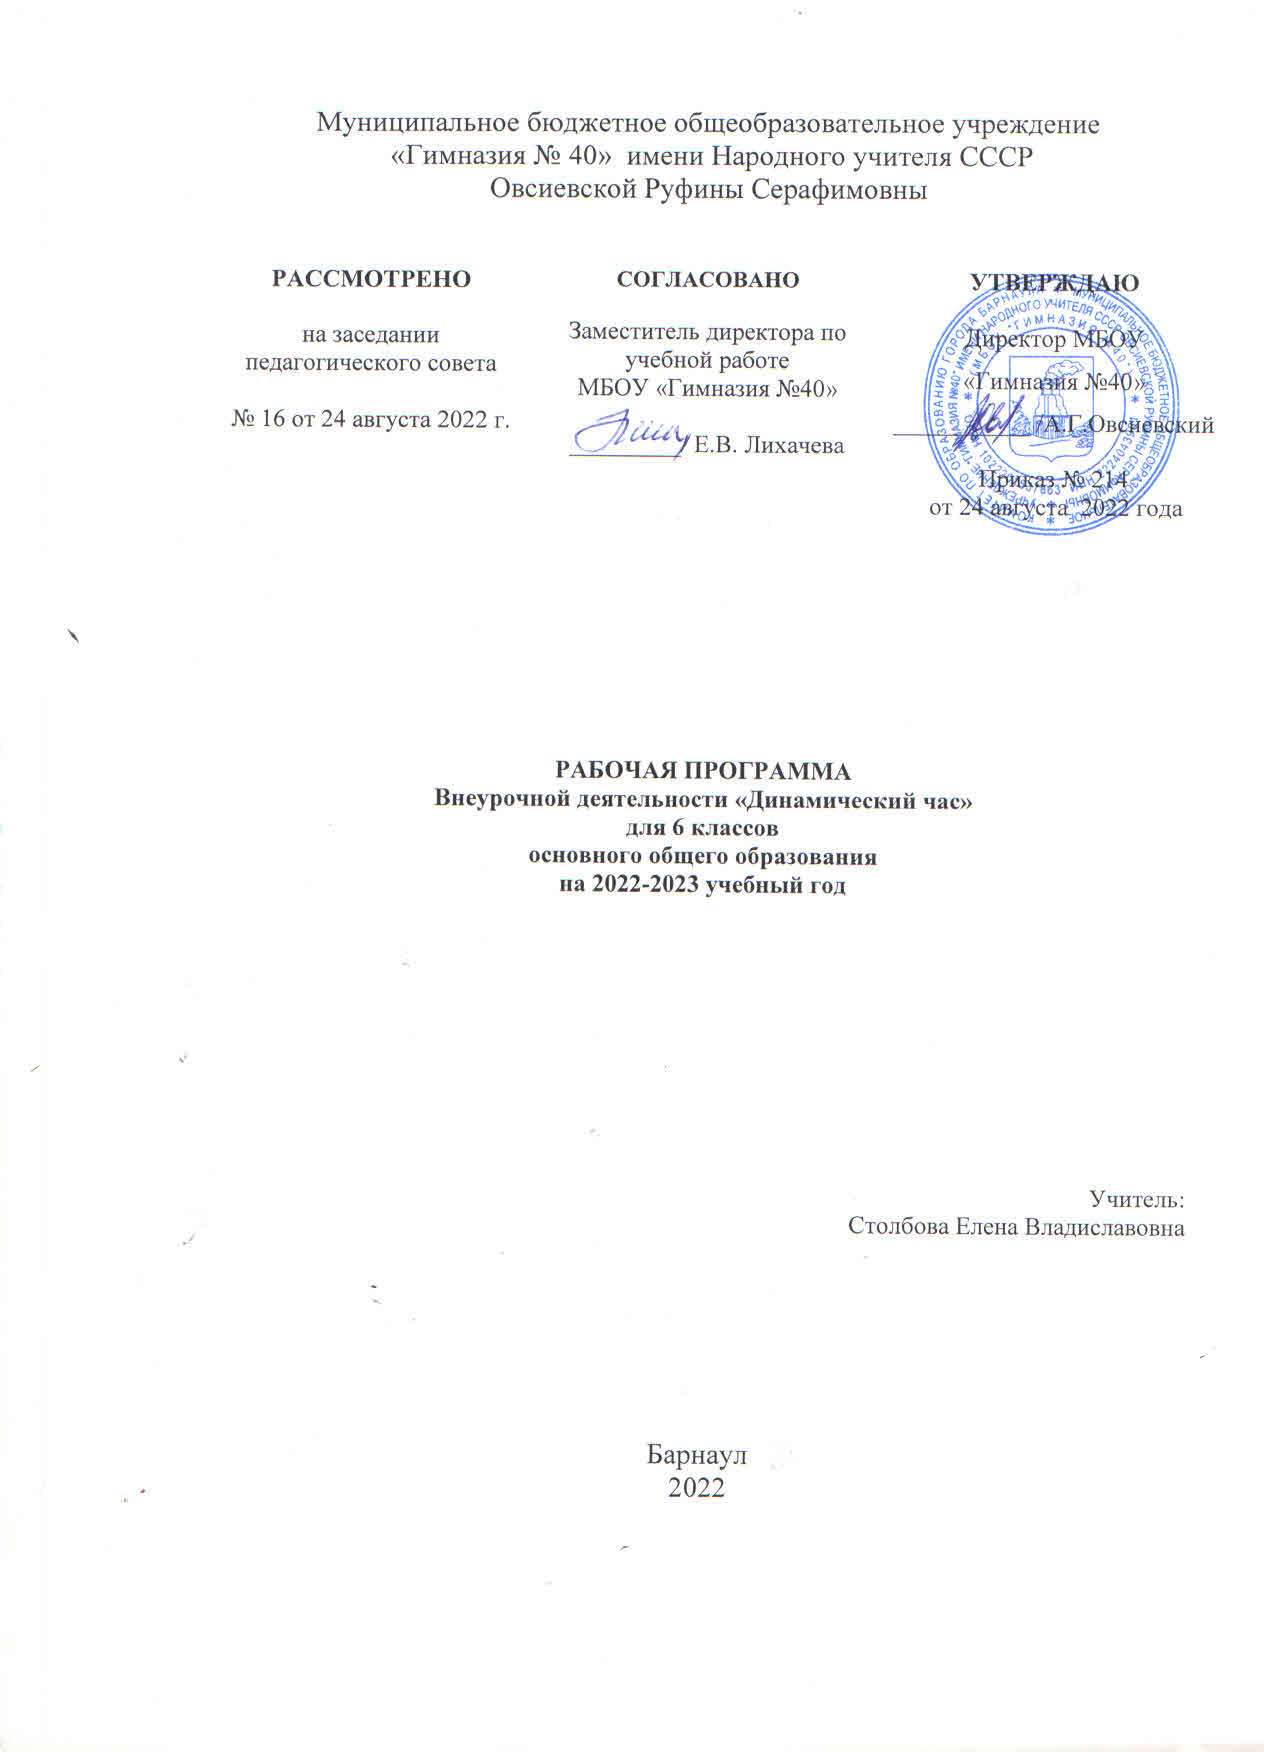 Муниципальное бюджетное общеобразовательное учреждение
«Гимназия № 40» имени Народного учителя СССР
Овсиевской Руфины Серафимовны
РАССМОТРЕНО
на заседании
педагогического совета
№ 16 от 24 августа 2022 г.
СОГЛАСОВАНО
Заместитель директора по
учебной работе
МБОУ «Гимназия №40»
Е.В. Лихачева
УТВЕРЖДАЮ
Директор МБОУ
«Гимназия №40»
А.Г.Овсиевский
Приказ № 214
от 24 августа 2022 года
РАБОЧАЯ ПРОГРАММА
Внеурочной деятельности «Динамический час»
для 6 классов
основного общего образования
на 2022-2023 учебный год
Учитель:
Столбова Елена Владиславовна
Барнаул
2022